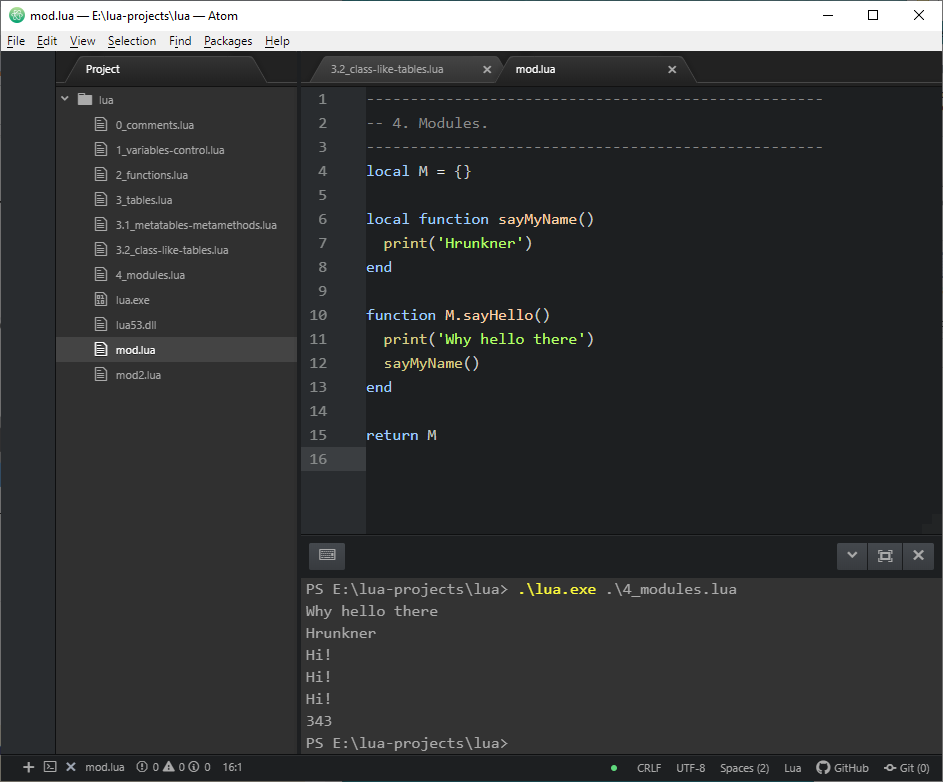 mod.lua — E:\lua-projects\lua — Atom
File Edit View Selection Find Packages Help
Project
lua
0_comments.lua
1_variables-control.lua
2_functions.lua
3_tables.lua
3.1_metatables-metamethods.lua
3.2_class-like-tables.lua
4_modules.lua
lua.exe
lua53.dll
mod.lua
mod2.lua
3.2_class-like-tables.lua
mod.lua
1 ----------------------------------------------------
2 -- 4. Modules.
3 ----------------------------------------------------
4 local M = {}
5
6 local function sayMyName()
7   print('Hrunkner')
8 end
9
10 function M.sayHello()
11   print('Why hello there')
12   sayMyName()
13 end
14
15 return M
16
PS E:\lua-projects\lua> .\lua.exe .\4_modules.lua
Why hello there
Hrunkner
Hi!
Hi!
Hi!
343
PS E:\lua-projects\lua>
mod.lua 0 0 0 16:1 CRLF UTF-8 Spaces (2) Lua GitHub Git (0)